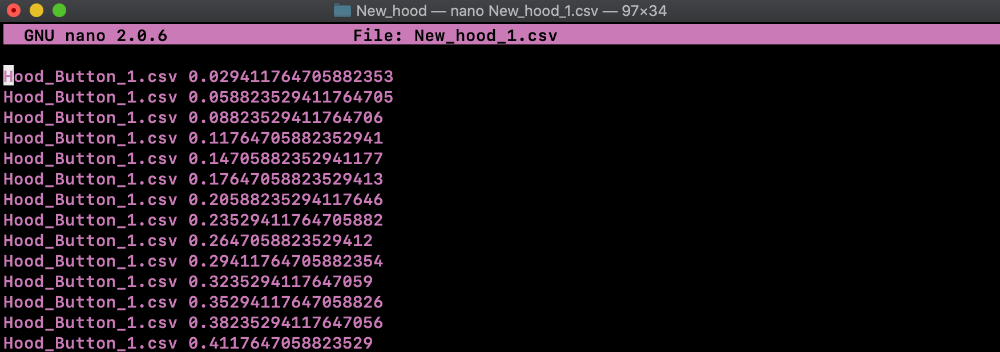 New_hood — nano New_hood_1.csv — 97×34
GNU nano 2.0.6 File: New_hood_1.csv
Hood_Button_1.csv 0.029411764705882353
Hood_Button_1.csv 0.058823529411764705
Hood_Button_1.csv 0.08823529411764706
Hood_Button_1.csv 0.11764705882352941
Hood_Button_1.csv 0.14705882352941177
Hood_Button_1.csv 0.17647058823529413
Hood_Button_1.csv 0.20588235294117646
Hood_Button_1.csv 0.23529411764705882
Hood_Button_1.csv 0.2647058823529412
Hood_Button_1.csv 0.29411764705882354
Hood_Button_1.csv 0.3235294117647059
Hood_Button_1.csv 0.35294117647058826
Hood_Button_1.csv 0.38235294117647056
Hood_Button_1.csv 0.4117647058823529